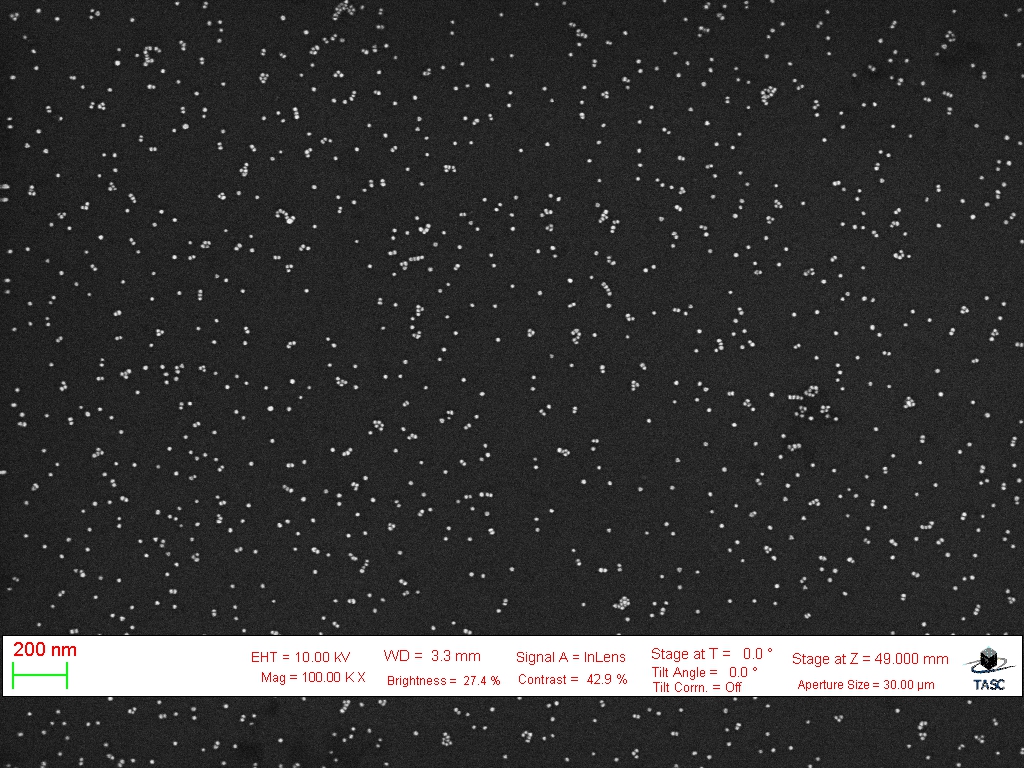 200 nm
EHT = 10.00 KV
Mag = 100.00 K X
WD = 3.3 mm
Brightness = 27.4 %
Signal A = InLens
Contrast = 42.9 %
Stage at T = 0.0 °
Tilt Angle = 0.0 °
Tilt Corrn. = Off
Stage at Z = 49.000 mm
Aperture Size = 30.00 µm
TASC